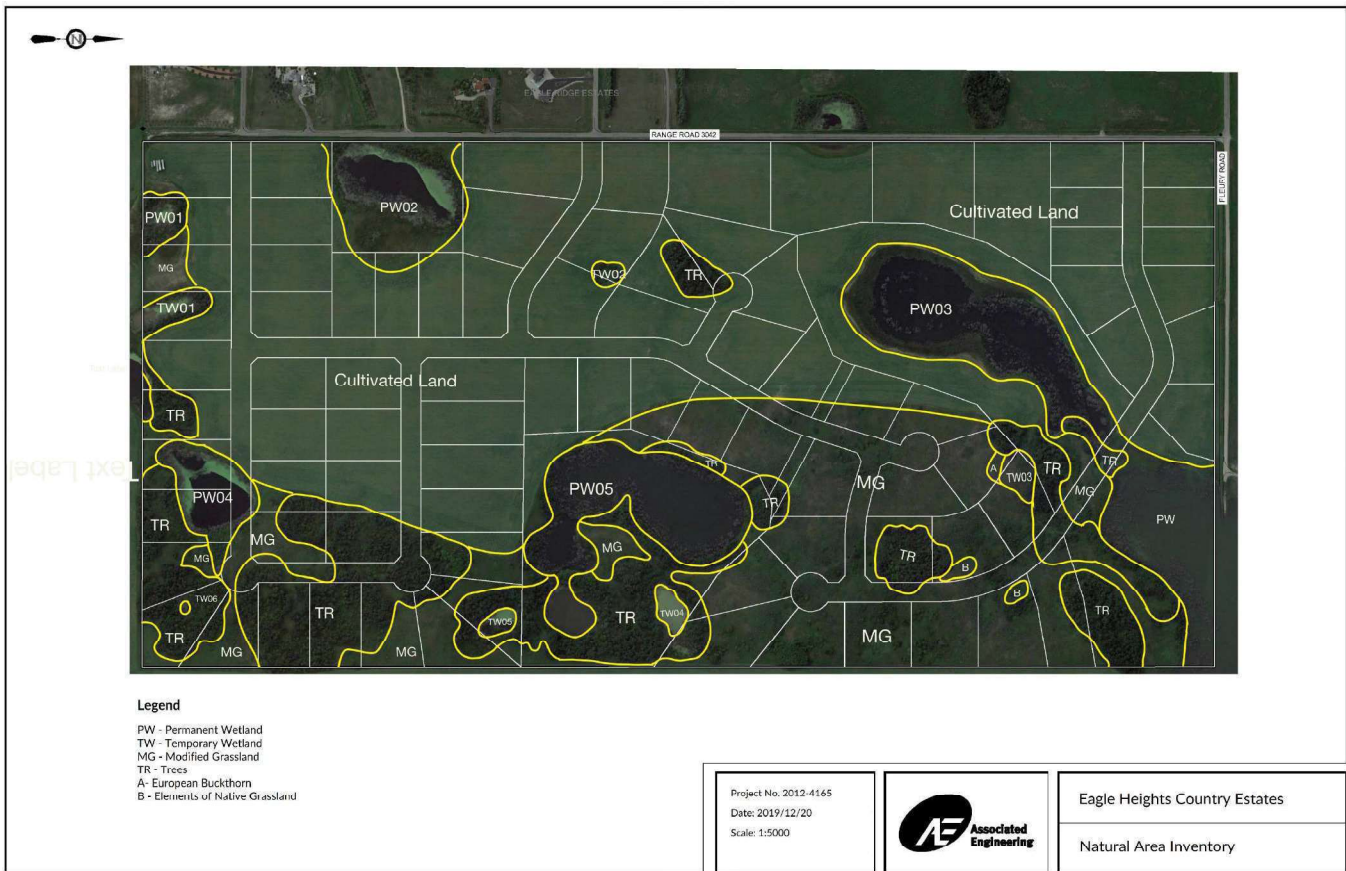 N
EAGLE RIDGE ESTATES
RANGE ROAD 3042
FLEURY ROAD
PW01
PW02
Cultivated Land
MG
TW02
TR
TW01
PW03
Cultivated Land
TR
TR
TR
A
TW03
TR
Text Label
PW04
PW05
TR
MG
MG
PW
TR
MG
MG
MG
TR
B
TW06
TR
TR
TW05
TR
TW04
B
TR
MG
MG
MG
Legend
PW - Permanent Wetland
TW - Temporary Wetland
MG - Modified Grassland
TR - Trees
A- European Buckthorn
B - Elements of Native Grassland
Project No. 2012-4165
Date: 2019/12/20
Scale: 1:5000
AE Associated
Engineering
Eagle Heights Country Estates
Natural Area Inventory